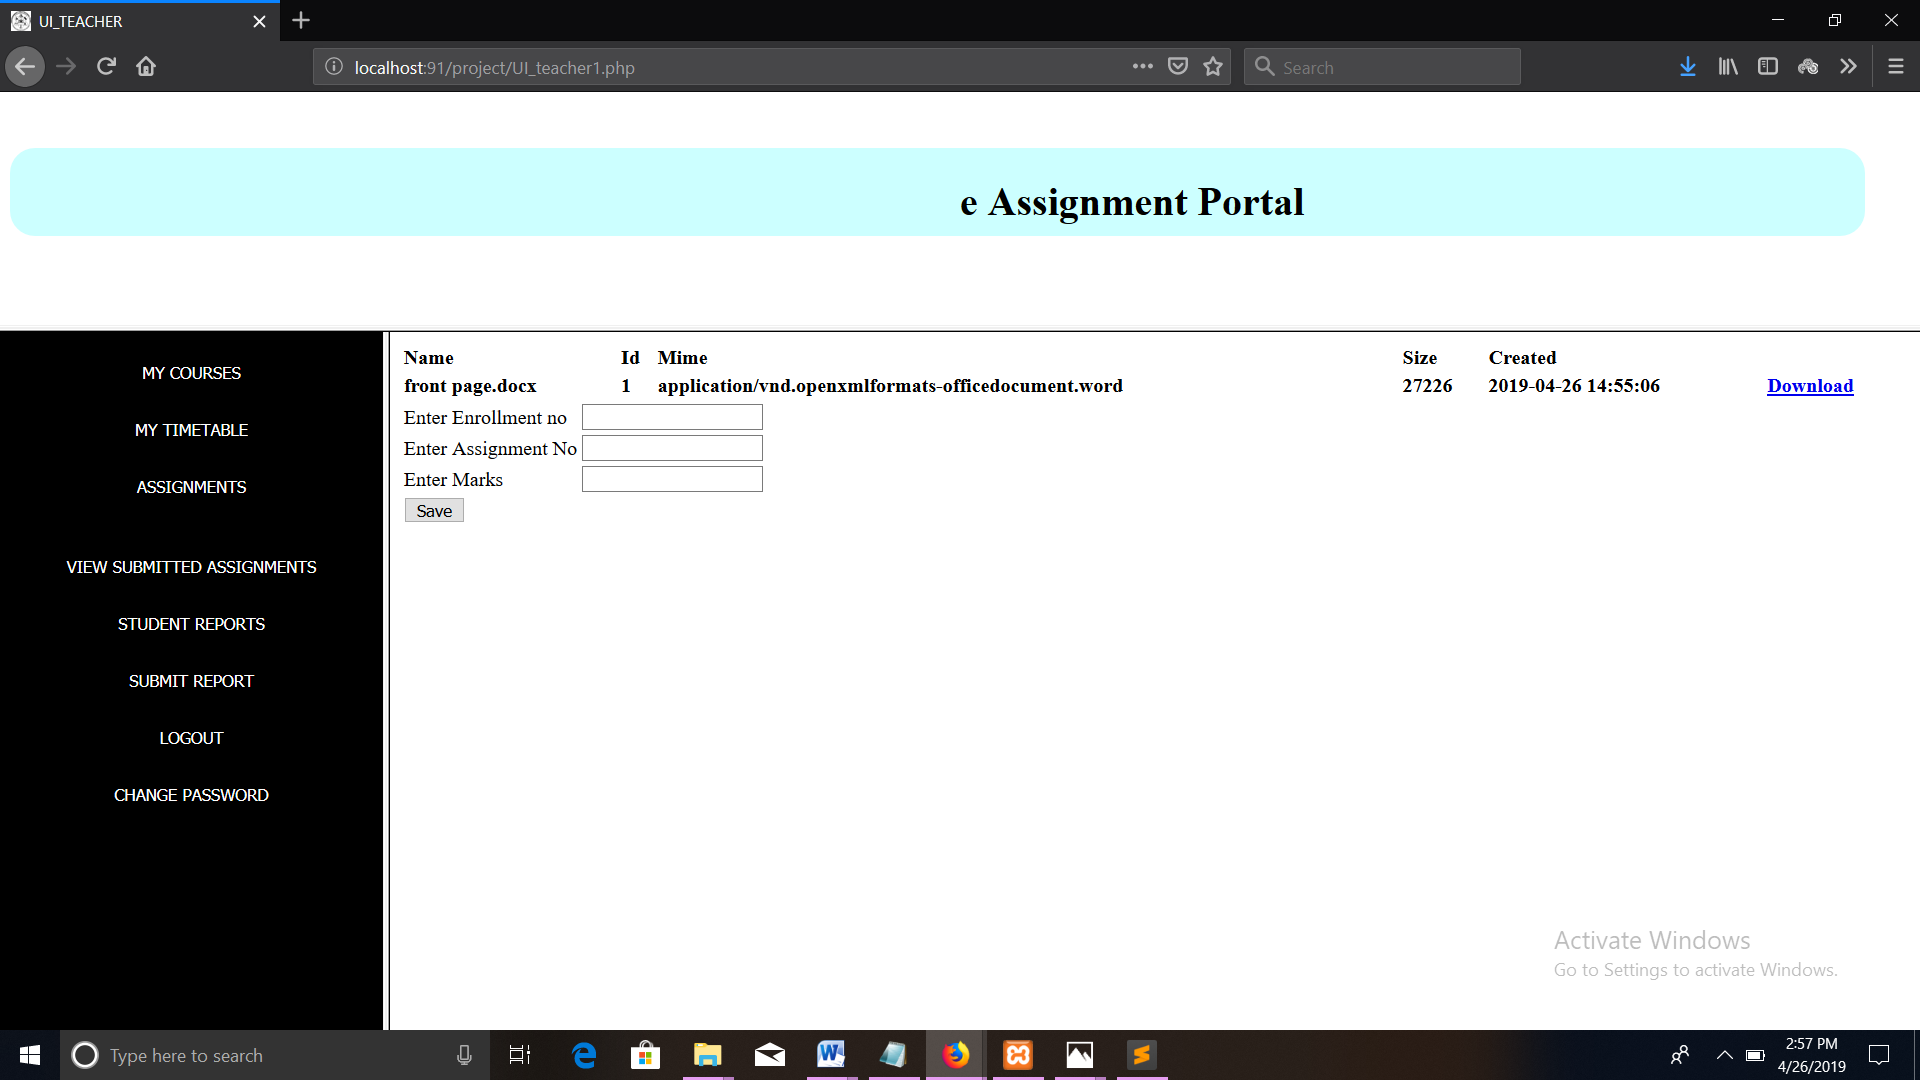 UI_TEACHER
localhost:91/project/UI_teacher1.php
Search
e Assignment Portal
MY COURSES
MY TIMETABLE
ASSIGNMENTS
VIEW SUBMITTED ASSIGNMENTS
STUDENT REPORTS
SUBMIT REPORT
LOGOUT
CHANGE PASSWORD
Name Id Mime Size Created
front page.docx 1 application/vnd.openxmlformats-officedocument.word 27226 2019-04-26 14:55:06 Download
Enter Enrollment no
Enter Assignment No
Enter Marks
Save
Activate Windows
Go to Settings to activate Windows.
Type here to search
2:57 PM
4/26/2019